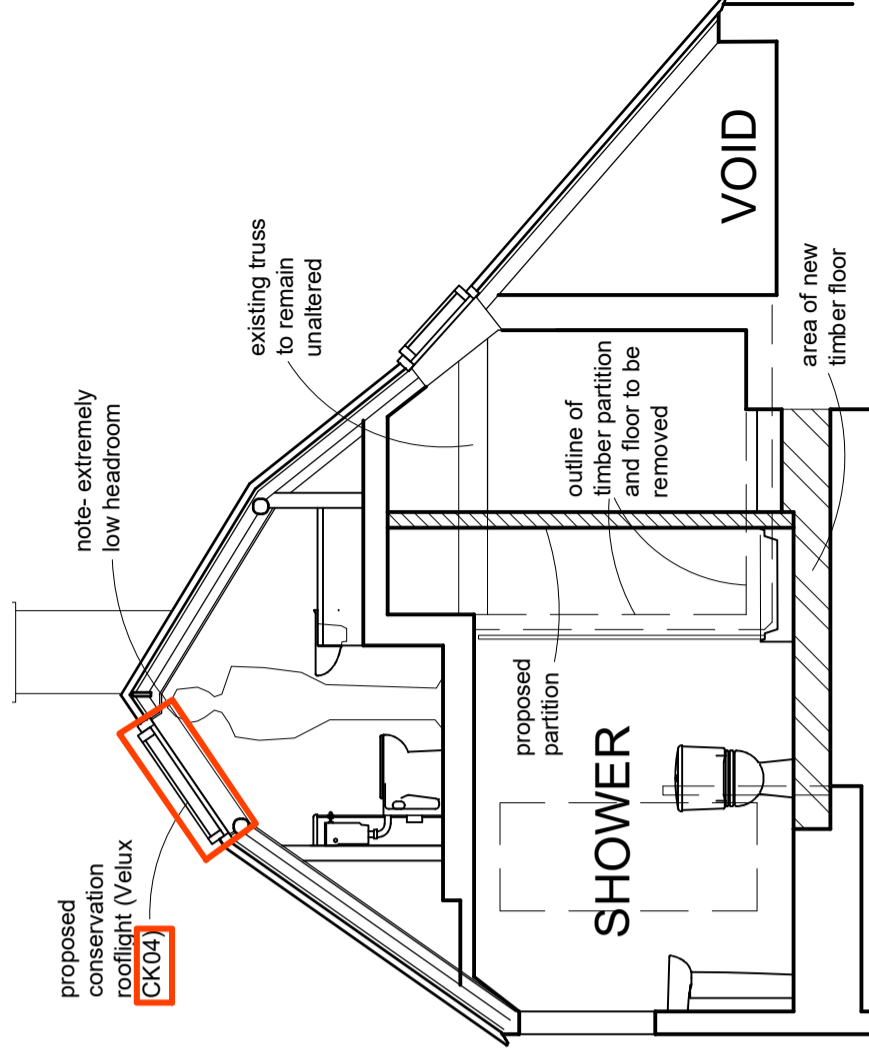 note- extremely
low headroom
existing truss
to remain
unaltered
proposed
conservation
rooflight (Velux
CK04)
VOID
area of new
timber floor
outline of
timber partition
and floor to be
removed
proposed
partition
SHOWER